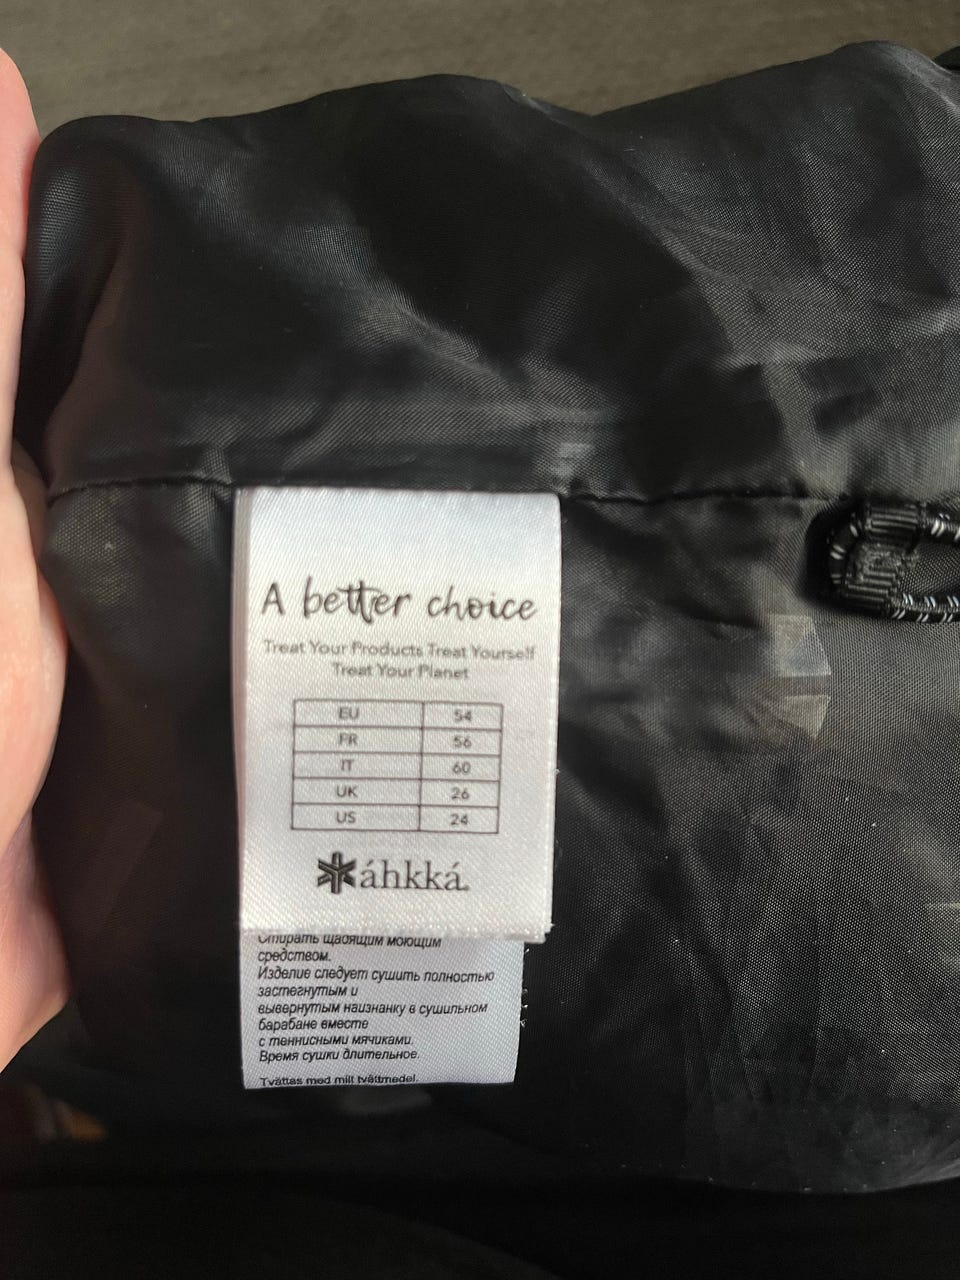 A better choice
Treat Your Products Treat Yourself
Treat Your Planet
EU 54
FR 56
IT 60
UK 26
US 24
áhkká
Стирать щадящим моющим
средством.
Изделие следует сушить полностью
застегнутым и
вывернутым наизнанку в сушильном
барабане вместе
с теннисными мячиками.
Время сушки длительное.
Tvättas med milt tvättmedel.